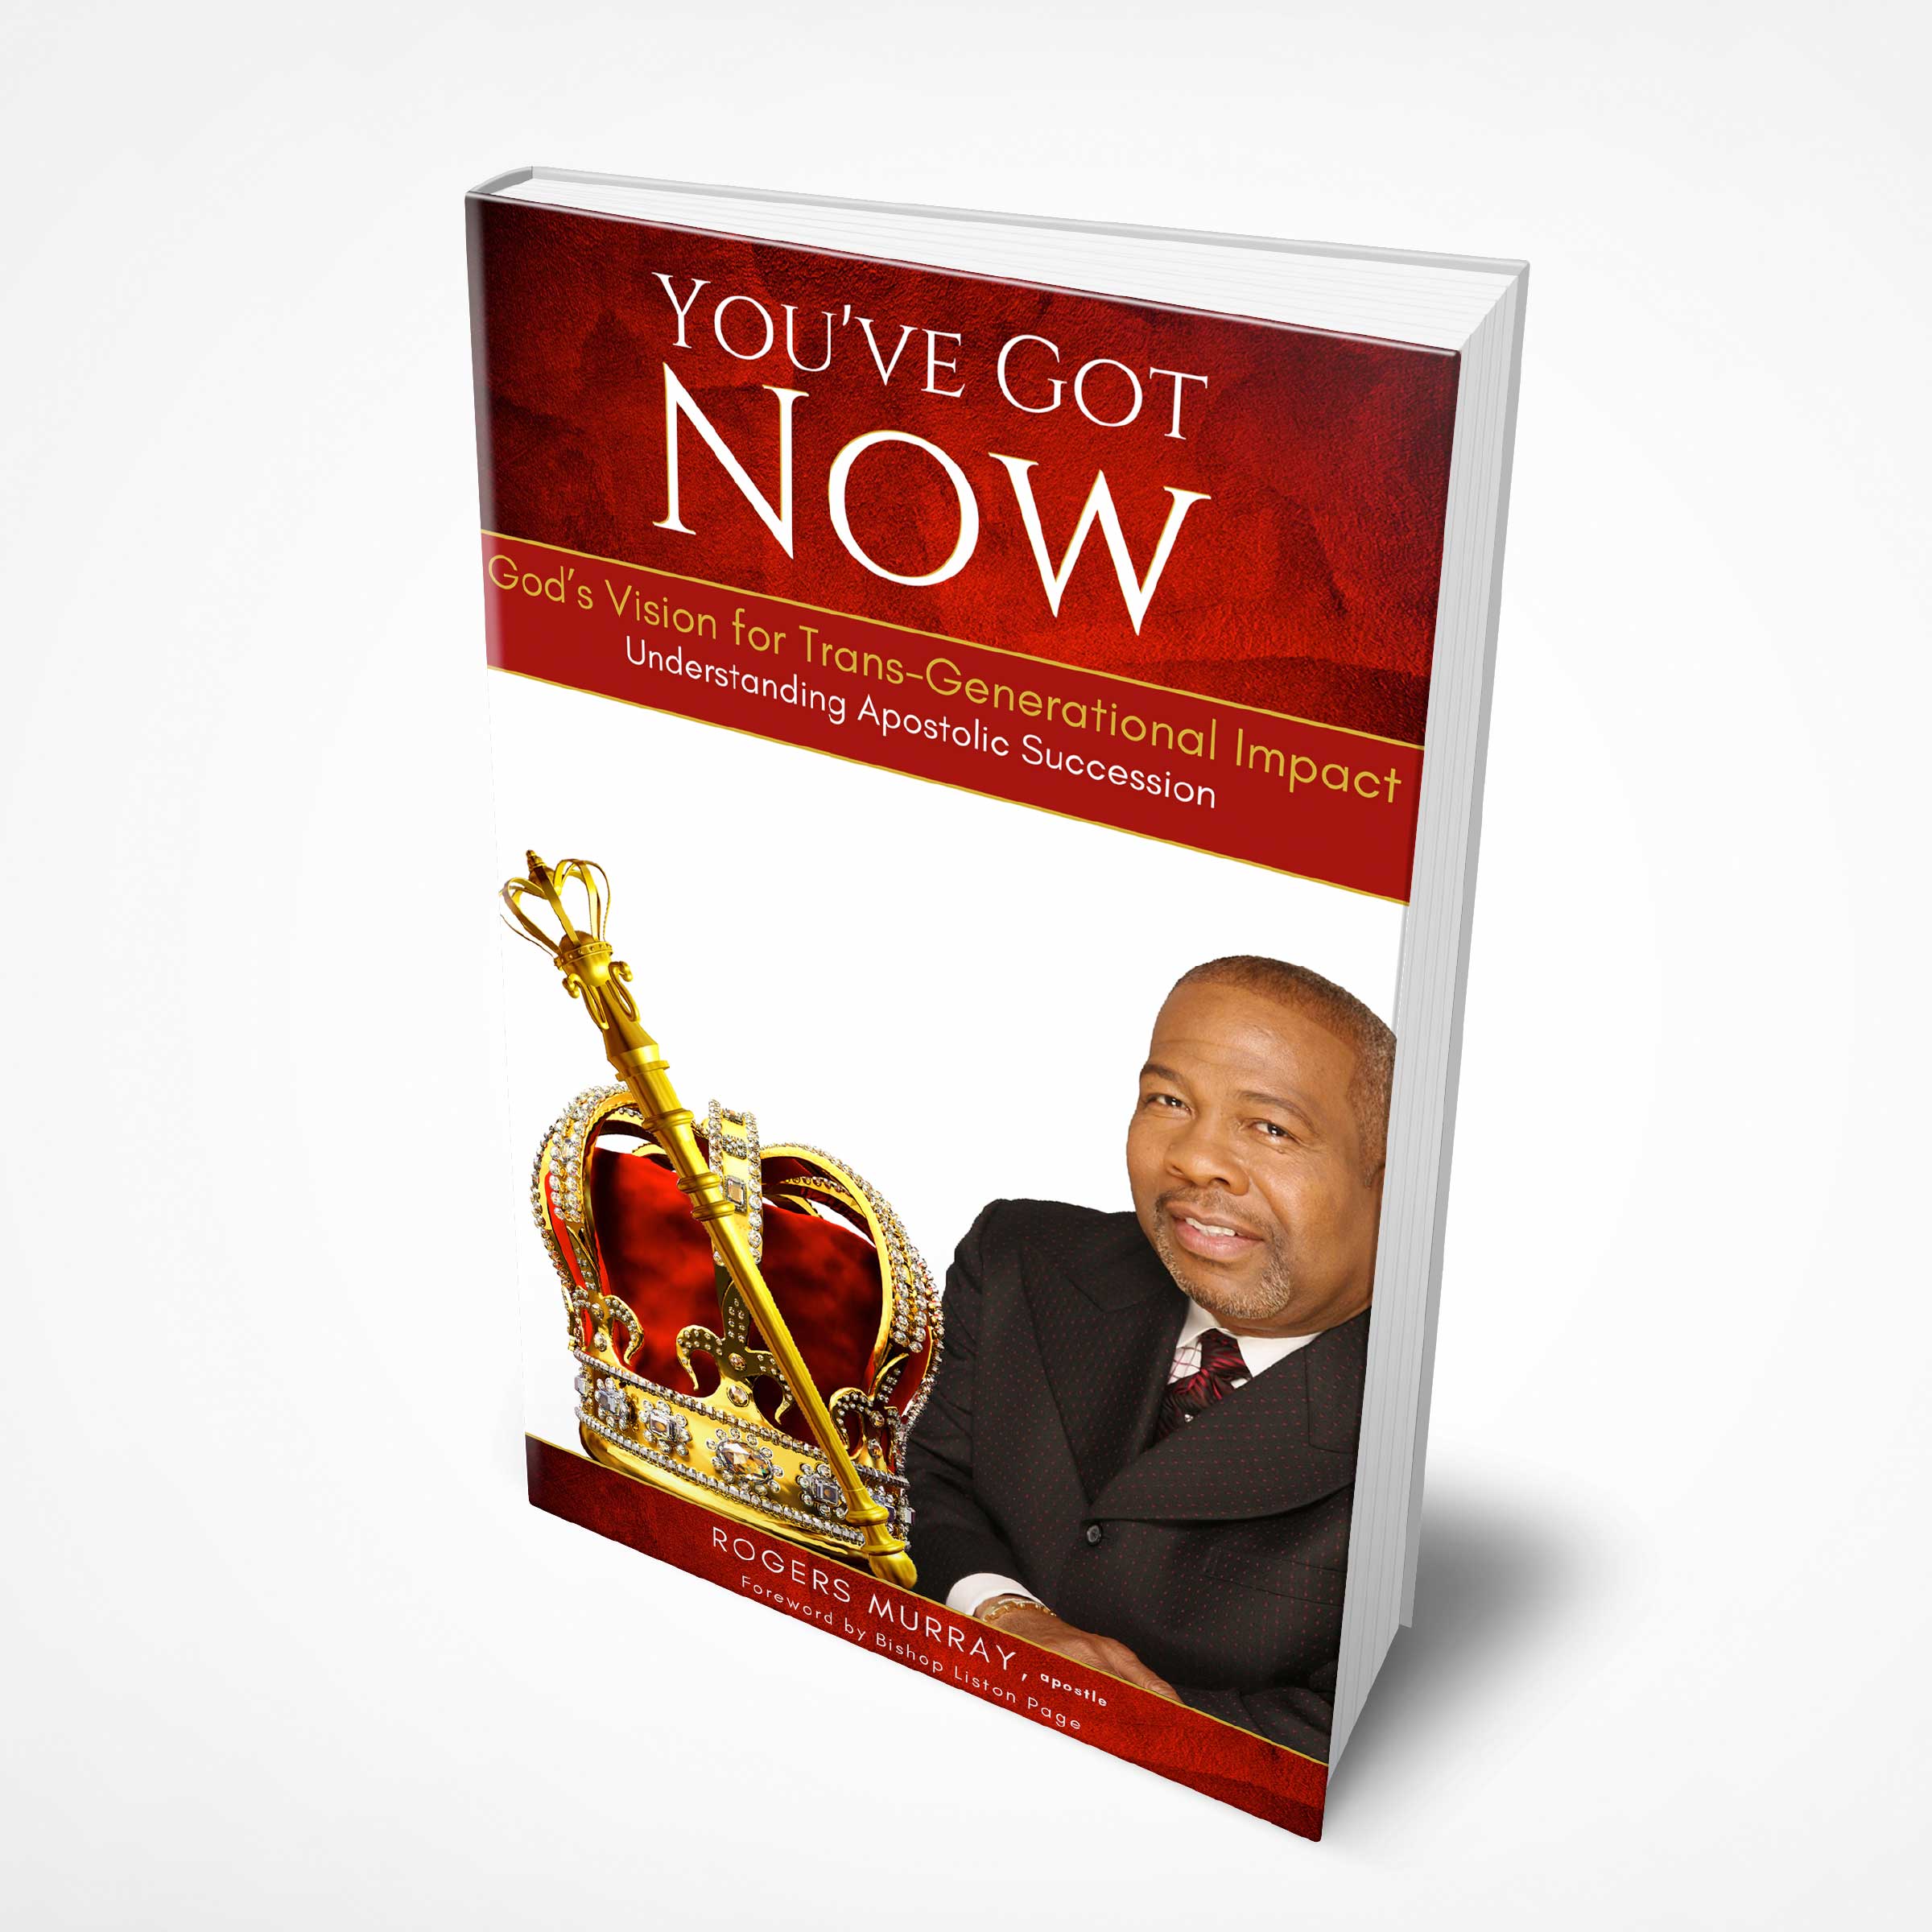 You've Got
Now
God's Vision for Trans-Generational Impact
Understanding Apostolic Succession
ROGERS MURRAY, apostle
Foreword by Bishop Liston Page